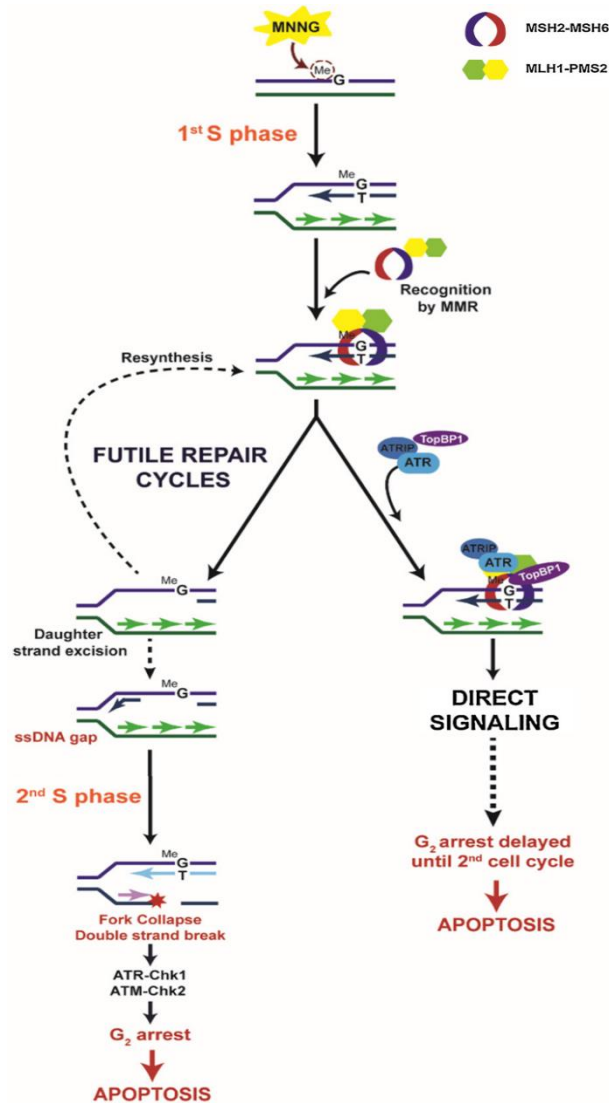 MNNG
MSH2-MSH6
MLH1-PMS2
Me
G
1st S phase
Me
G
T
Recognition
by MMR
Me
G
T
Resynthesis
FUTILE REPAIR
CYCLES
TopBP1
ATRIP
ATR
ATRIP
ATR
TopBP1
Me
G
T
Me
G
Daughter
strand excision
Me
G
ssDNA gap
DIRECT
SIGNALING
2nd S phase
Me
G
T
G2 arrest delayed
until 2nd cell cycle
Fork Collapse
Double strand break
APOPTOSIS
ATR-Chk1
ATM-Chk2
G2 arrest
APOPTOSIS